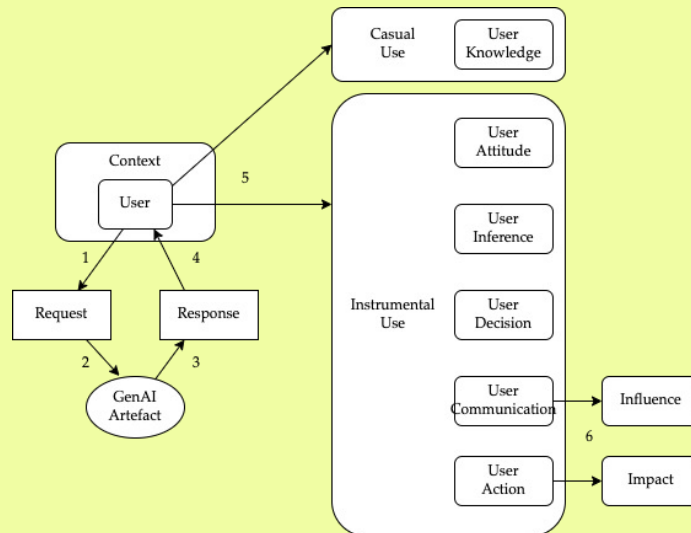 Casual
Use
User
Knowledge
Context
User
5
User
Attitude
1
4
User
Inference
Request
Response
Instrumental
Use
User
Decision
2
3
GenAI
Artefact
User
Communication
Influence
6
User
Action
Impact